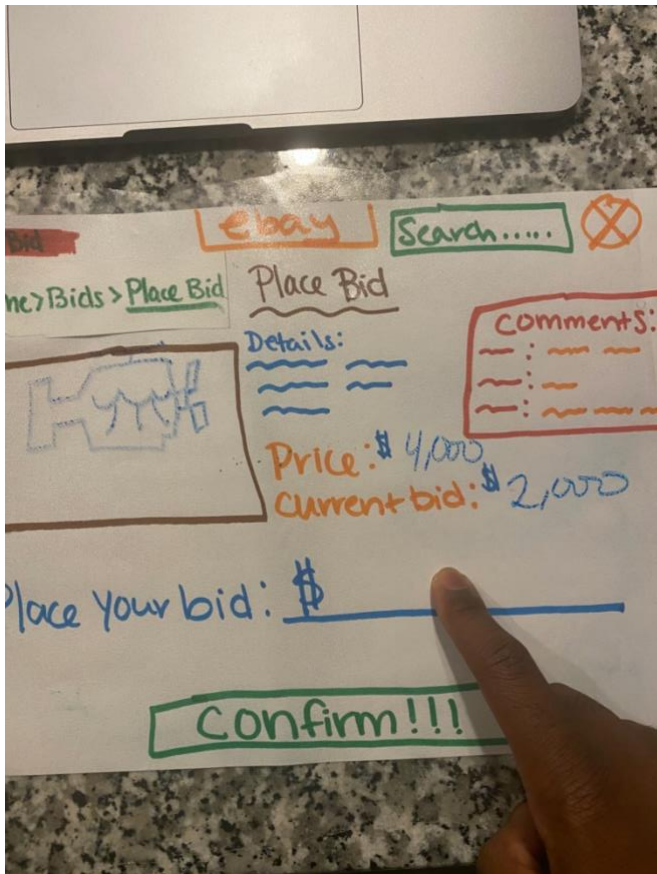 Bid
ebay
Search.....
me>Bids>Place Bid
Place Bid
Details:
Comments:
Price: $ 4,000
Current bid: $ 2,000
Place your bid: $
Confirm!!!